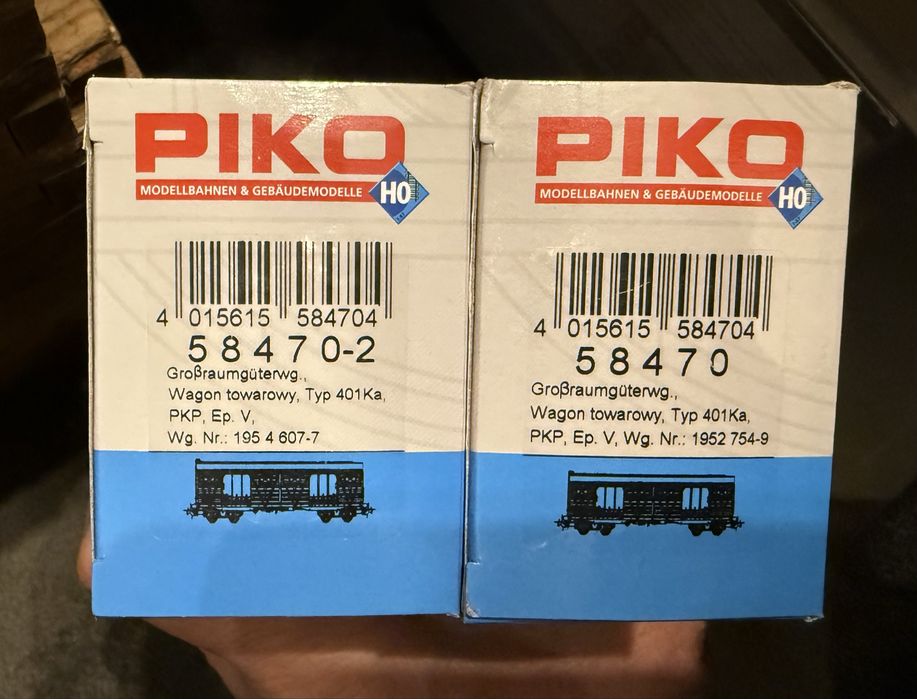 PIKO
MODELLBAHNEN & GEBÄUDEMODELLE
H0
4 015615 584704
58470-2
Großraumgüterwg.,
Wagon towarowy, Typ 401Ka,
PKP, Ep. V,
Wg. Nr.: 195 4 607-7
PIKO
MODELLBAHNEN & GEBÄUDEMODELLE
H0
4 015615 584704
58470
Großraumgüterwg.,
Wagon towarowy, Typ 401Ka,
PKP, Ep. V, Wg. Nr.: 1952 754-9